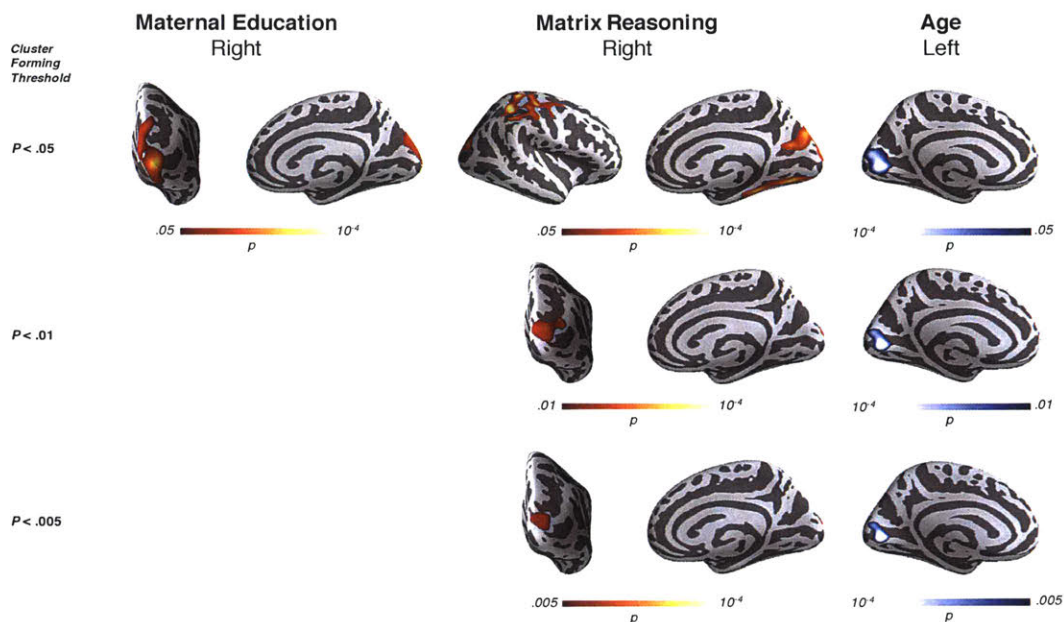 Maternal Education
Right
Matrix Reasoning
Right
Age
Left
Cluster
Forming
Threshold
P < .05
.05 10-4
p
.05 10-4
p
10-4 .05
p
P < .01
.01 10-4
p
10-4 .01
p
P < .005
.005 10-4
p
10-4 .005
p